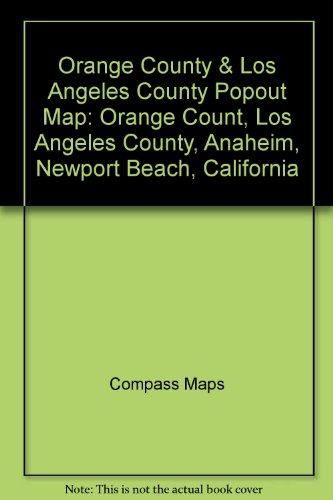 Orange County & Los
Angeles County Popout
Map: Orange Count, Los
Angeles County, Anaheim,
Newport Beach, California
Compass Maps
Note: This is not the actual book cover